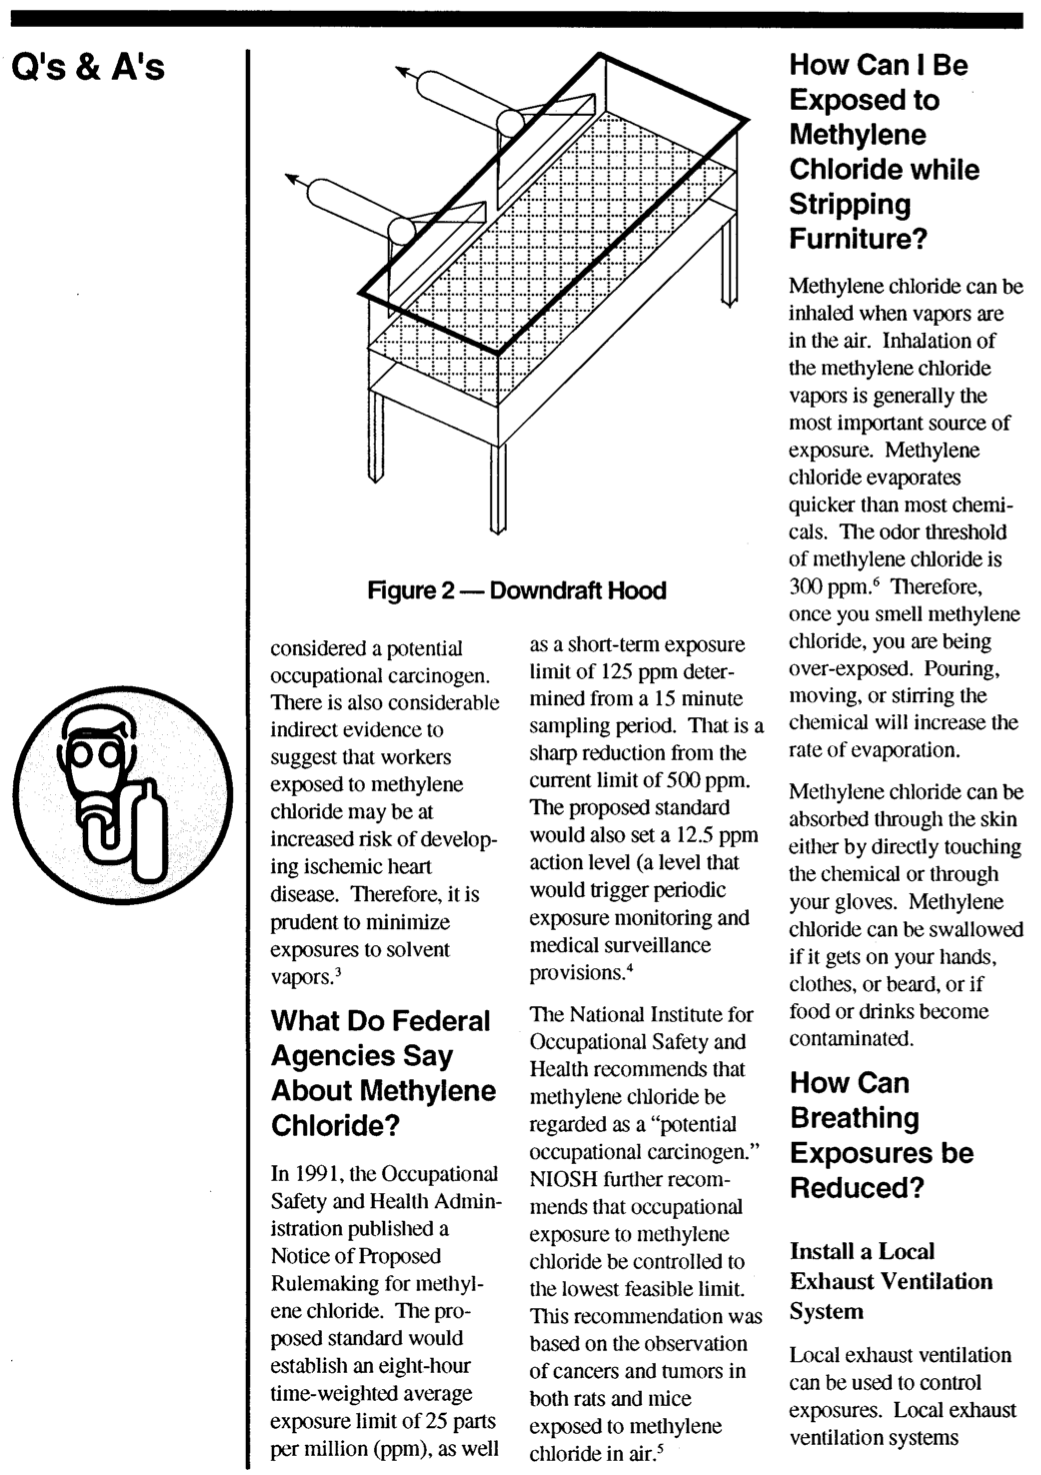 Q's & A's
Figure 2 — Downdraft Hood
considered a potential
occupational carcinogen.
There is also considerable
indirect evidence to
suggest that workers
exposed to methylene
chloride may be at
increased risk of develop-
ing ischemic heart
disease. Therefore, it is
prudent to minimize
exposures to solvent
vapors.³
What Do Federal
Agencies Say
About Methylene
Chloride?
In 1991, the Occupational
Safety and Health Admin-
istration published a
Notice of Proposed
Rulemaking for methyl-
ene chloride. The pro-
posed standard would
establish an eight-hour
time-weighted average
exposure limit of 25 parts
per million (ppm), as well
as a short-term exposure
limit of 125 ppm deter-
mined from a 15 minute
sampling period. That is a
sharp reduction from the
current limit of 500 ppm.
The proposed standard
would also set a 12.5 ppm
action level (a level that
would trigger periodic
exposure monitoring and
medical surveillance
provisions.⁴
The National Institute for
Occupational Safety and
Health recommends that
methylene chloride be
regarded as a “potential
occupational carcinogen.”
NIOSH further recom-
mends that occupational
exposure to methylene
chloride be controlled to
the lowest feasible limit.
This recommendation was
based on the observation
of cancers and tumors in
both rats and mice
exposed to methylene
chloride in air.⁵
How Can I Be
Exposed to
Methylene
Chloride while
Stripping
Furniture?
Methylene chloride can be
inhaled when vapors are
in the air. Inhalation of
the methylene chloride
vapors is generally the
most important source of
exposure. Methylene
chloride evaporates
quicker than most chemi-
cals. The odor threshold
of methylene chloride is
300 ppm.⁶ Therefore,
once you smell methylene
chloride, you are being
over-exposed. Pouring,
moving, or stirring the
chemical will increase the
rate of evaporation.
Methylene chloride can be
absorbed through the skin
either by directly touching
the chemical or through
your gloves. Methylene
chloride can be swallowed
if it gets on your hands,
clothes, or beard, or if
food or drinks become
contaminated.
How Can
Breathing
Exposures be
Reduced?
Install a Local
Exhaust Ventilation
System
Local exhaust ventilation
can be used to control
exposures. Local exhaust
ventilation systems